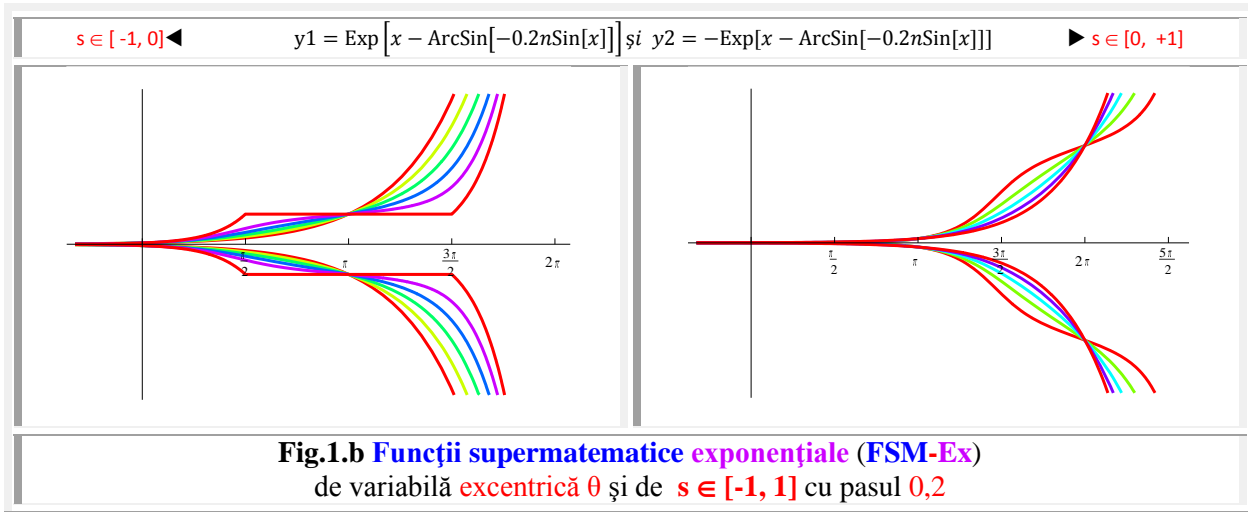 s ∈ [ -1, 0]◄ y1 = Exp[x − ArcSin[−0.2nSin[x]]] și y2 = −Exp[x − ArcSin[−0.2nSin[x]]]] ► s ∈ [0, +1]
π/2 π 3π/2 2π
π/2 π 3π/2 2π 5π/2
Fig.1.b Funcţii supermatematice exponenţiale (FSM-Ex)
de variabilă excentrică θ şi de s ∈ [-1, 1] cu pasul 0,2